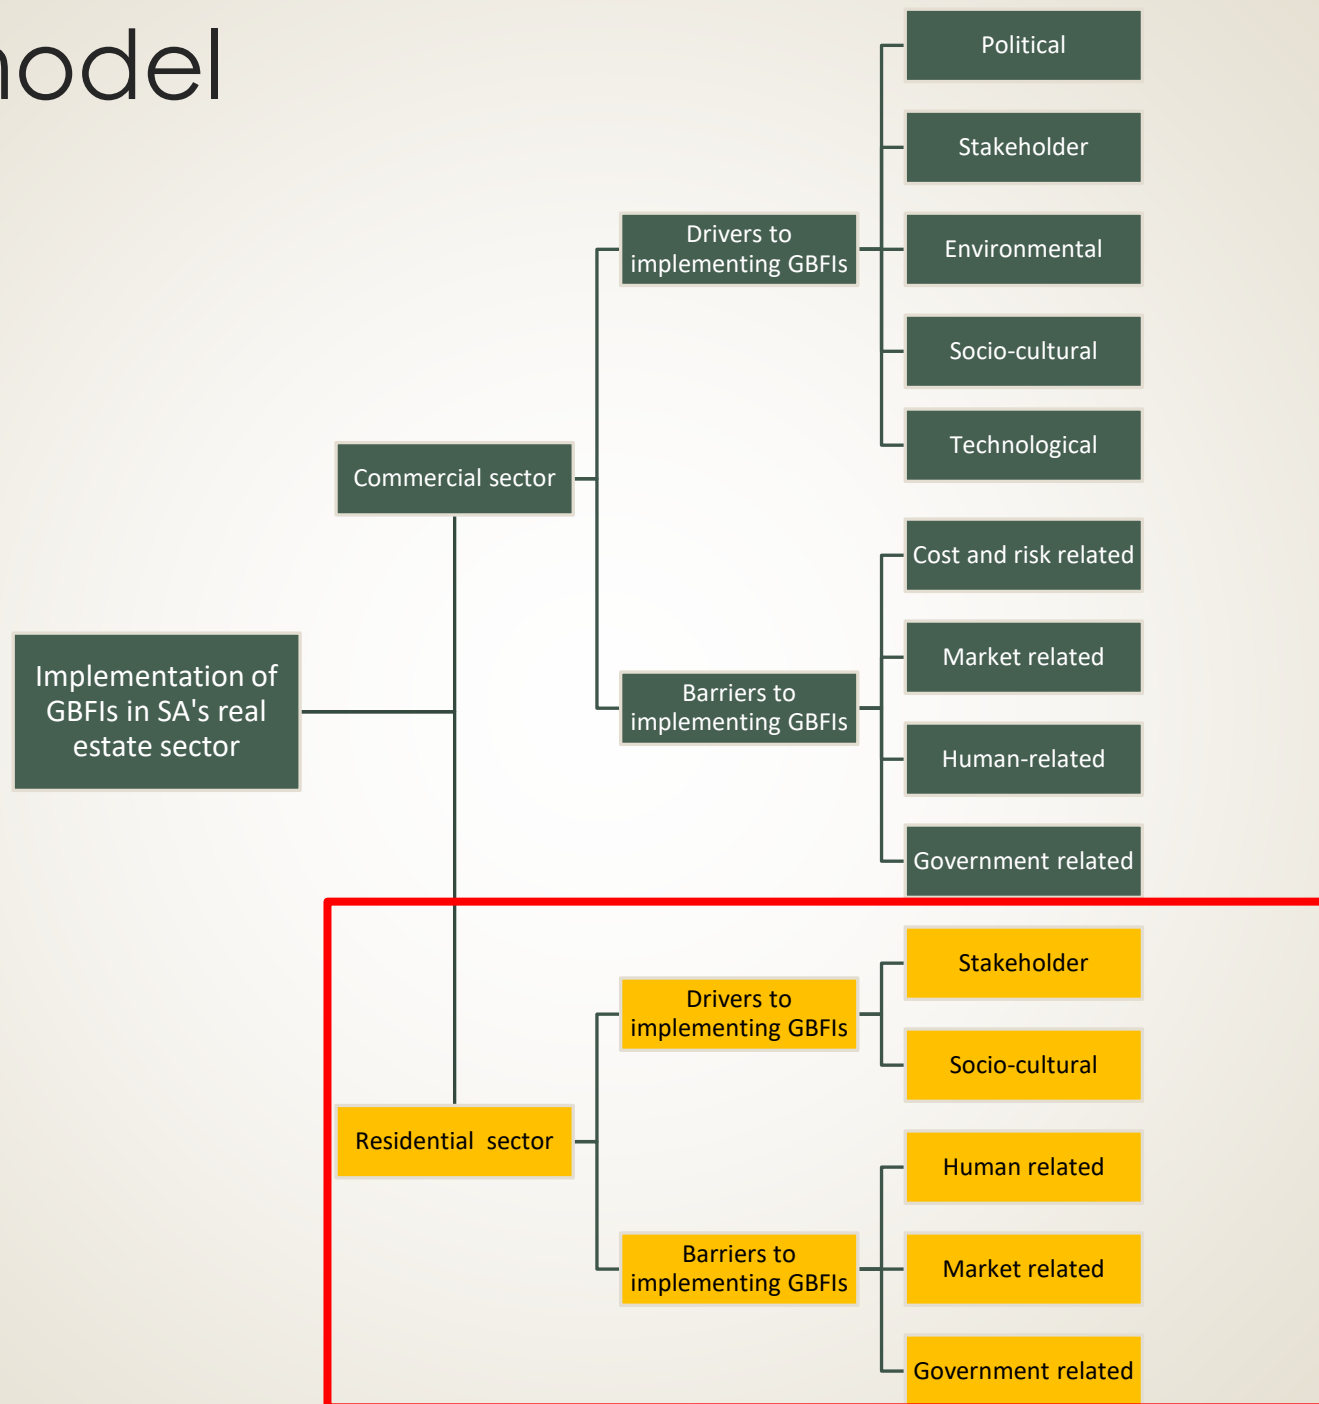 model
Implementation of
GBFIs in SA's real
estate sector
Commercial sector
Drivers to
implementing GBFIs
Political
Stakeholder
Environmental
Socio-cultural
Technological
Barriers to
implementing GBFIs
Cost and risk related
Market related
Human-related
Government related
Residential  sector
Drivers to
implementing GBFIs
Stakeholder
Socio-cultural
Barriers to
implementing GBFIs
Human related
Market related
Government related